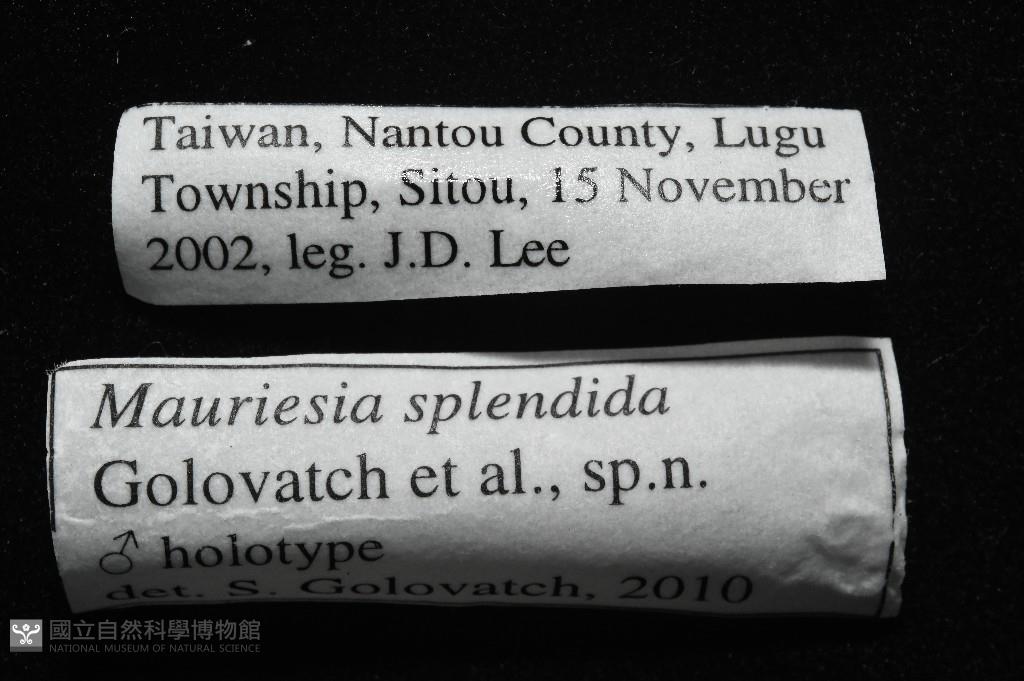 Taiwan, Nantou County, Lugu
Township, Sitou, 15 November
2002, leg. J.D. Lee
Mauriesia splendida
Golovatch et al., sp.n.
♂ holotype
det. S. Golovatch, 2010
國立自然科學博物館
NATIONAL MUSEUM OF NATURAL SCIENCE